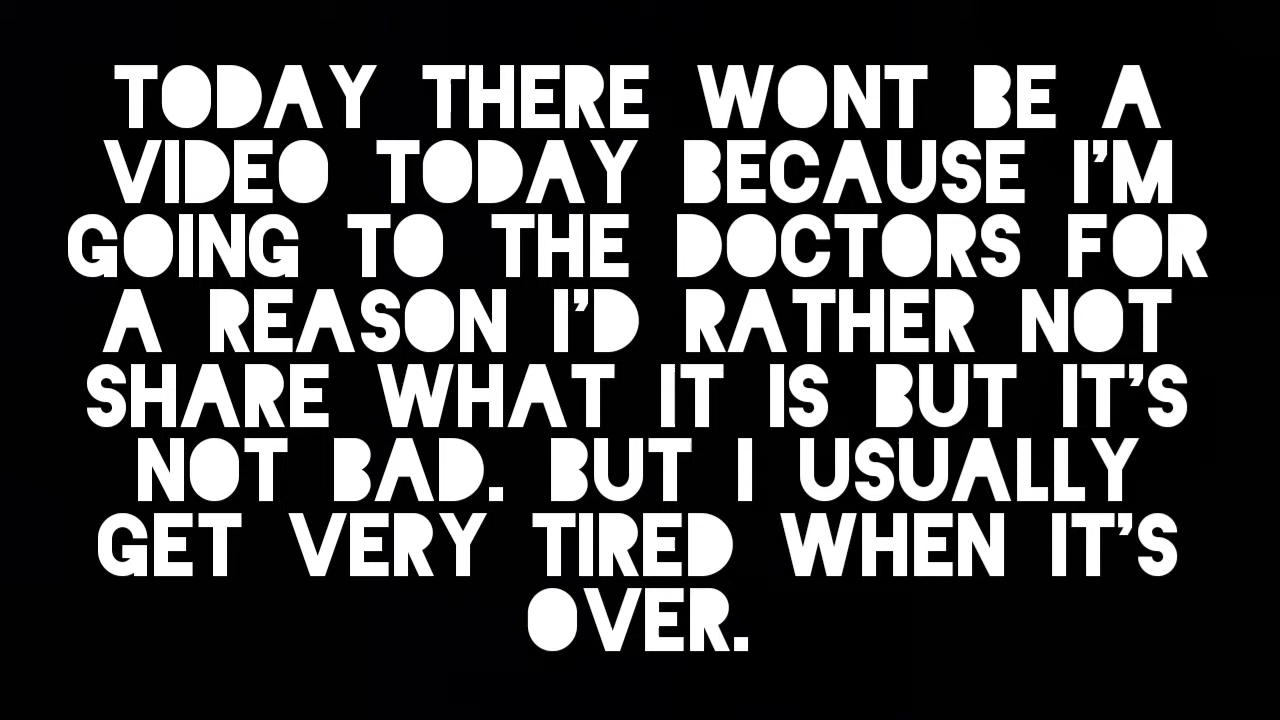 TODAY THERE WONT BE A
VIDEO TODAY BECAUSE I'M
GOING TO THE DOCTORS FOR
A REASON I'D RATHER NOT
SHARE WHAT IT IS BUT IT'S
NOT BAD. BUT I USUALLY
GET VERY TIRED WHEN IT'S
OVER.